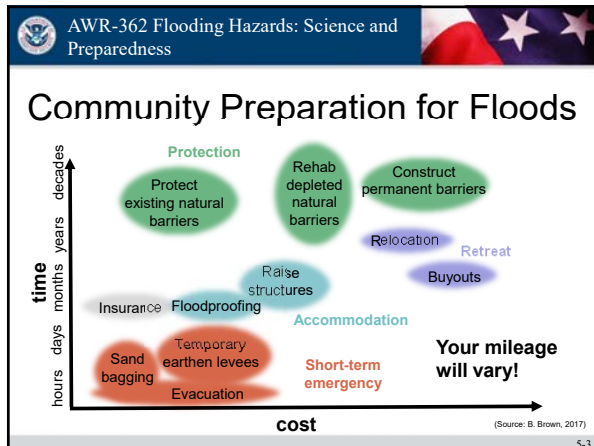 AWR-362 Flooding Hazards: Science and
Preparedness
Community Preparation for Floods
time
hours
days
months
years
decades
Protection
Protect
existing natural
barriers
Rehab
depleted
natural
barriers
Construct
permanent barriers
Relocation
Retreat
Buyouts
Raise
structures
Insurance
Floodproofing
Accommodation
Sand
bagging
Temporary
earthen levees
Evacuation
Short-term
emergency
Your mileage
will vary!
cost
(Source: B. Brown, 2017)
5-3